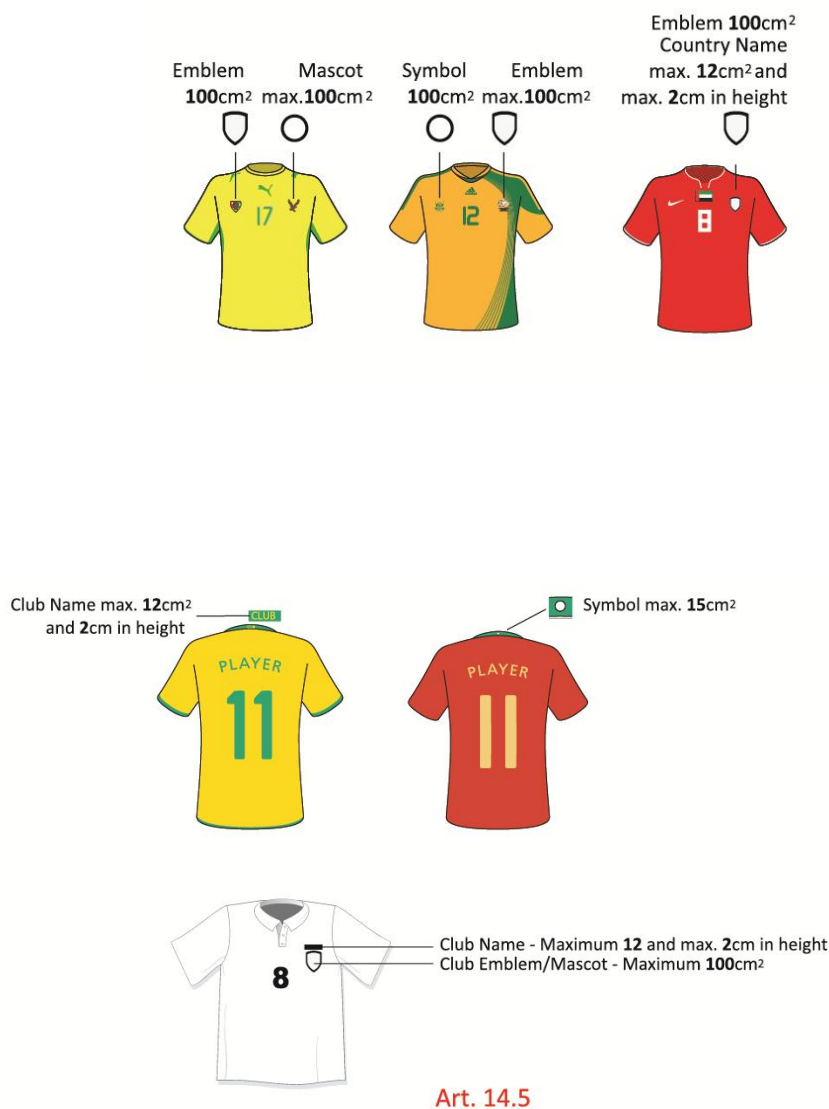 Emblem 100cm²
Country Name
max. 12cm² and
max. 2cm in height
Emblem
100cm²
Mascot
max.100cm²
Symbol
100cm²
Emblem
max.100cm²
17
12
8
Club Name max. 12cm²
and 2cm in height
CLUB
Symbol max. 15cm²
PLAYER
11
PLAYER
11
Club Name - Maximum 12 and max. 2cm in height
Club Emblem/Mascot - Maximum 100cm²
8
Art. 14.5